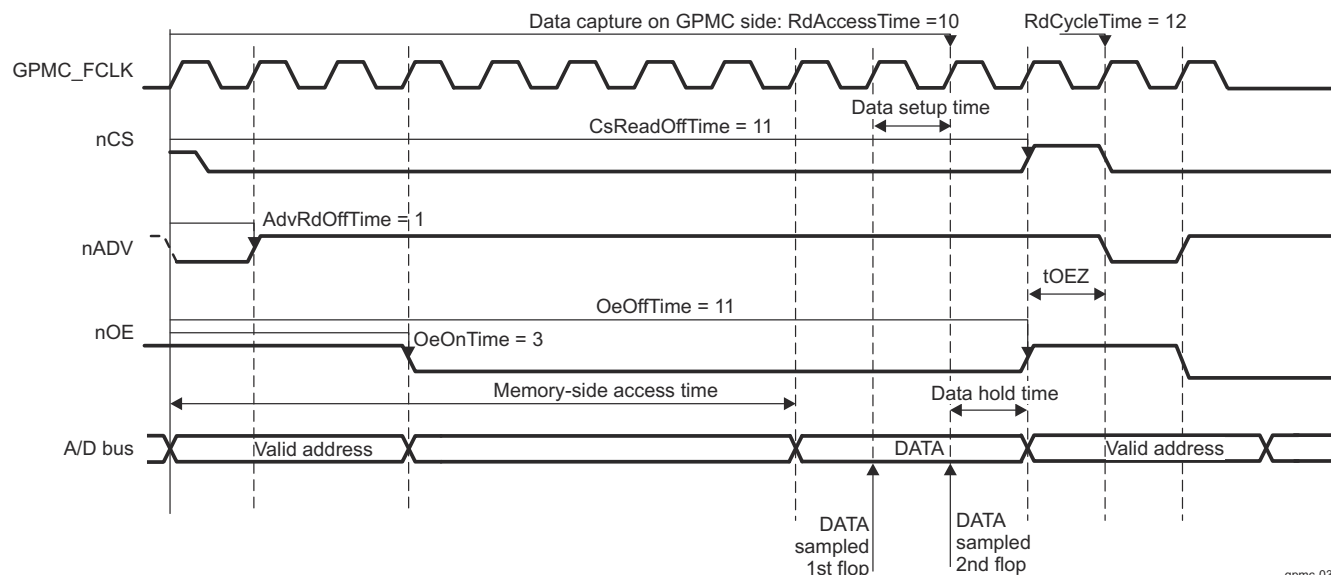 Data capture on GPMC side: RdAccessTime =10
RdCycleTime = 12
GPMC_FCLK
Data setup time
nCS
CsReadOffTime = 11
AdvRdOffTime = 1
nADV
tOEZ
OeOffTime = 11
nOE
OeOnTime = 3
Memory-side access time
Data hold time
A/D bus
Valid address
DATA
Valid address
DATA
sampled
1st flop
DATA
sampled
2nd flop